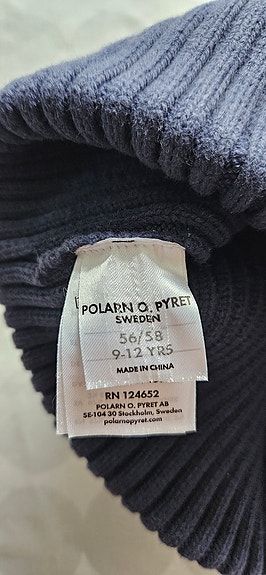 POLARN O. PYRET
SWEDEN
56/58
9-12 YRS
MADE IN CHINA
RN 124652
POLARN O. PYRET AB
SE-104 30 Stockholm, Sweden
polarnopyret.com